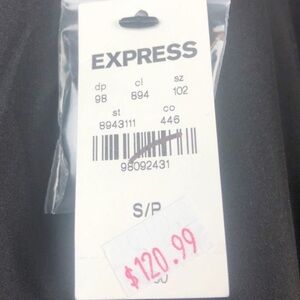 EXPRESS
dp cl sz
98 894 102
st co
8943111 446
98092431
S/P
$120.99